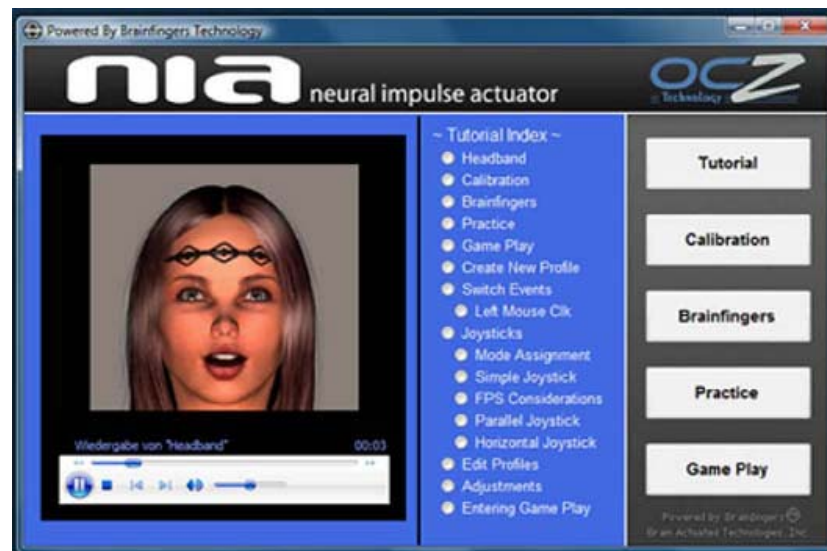 Powered By Brainfingers Technology
nia neural impulse actuator
OCZ
Technology
~ Tutorial Index ~
Headband
Calibration
Brainfingers
Practice
Game Play
Create New Profile
Switch Events
Left Mouse Clk
Joysticks
Mode Assignment
Simple Joystick
FPS Considerations
Parallel Joystick
Horizontal Joystick
Edit Profiles
Adjustments
Entering Game Play
Wiedergabe von "Headband" 00:03
Tutorial
Calibration
Brainfingers
Practice
Game Play
Powered by Brainfingers
Brain Actuated Technologies, Inc